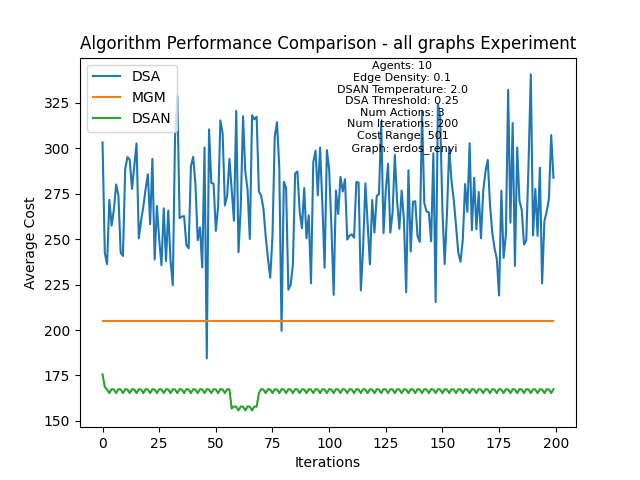 Algorithm Performance Comparison - all graphs Experiment
DSA
MGM
DSAN
Agents: 10
Edge Density: 0.1
DSAN Temperature: 2.0
DSA Threshold: 0.25
Num Actions: 3
Num Iterations: 200
Cost Range: 501
Graph: erdos_renyi
Average Cost
325
300
275
250
225
200
175
150
0
25
50
75
100
125
150
175
200
Iterations